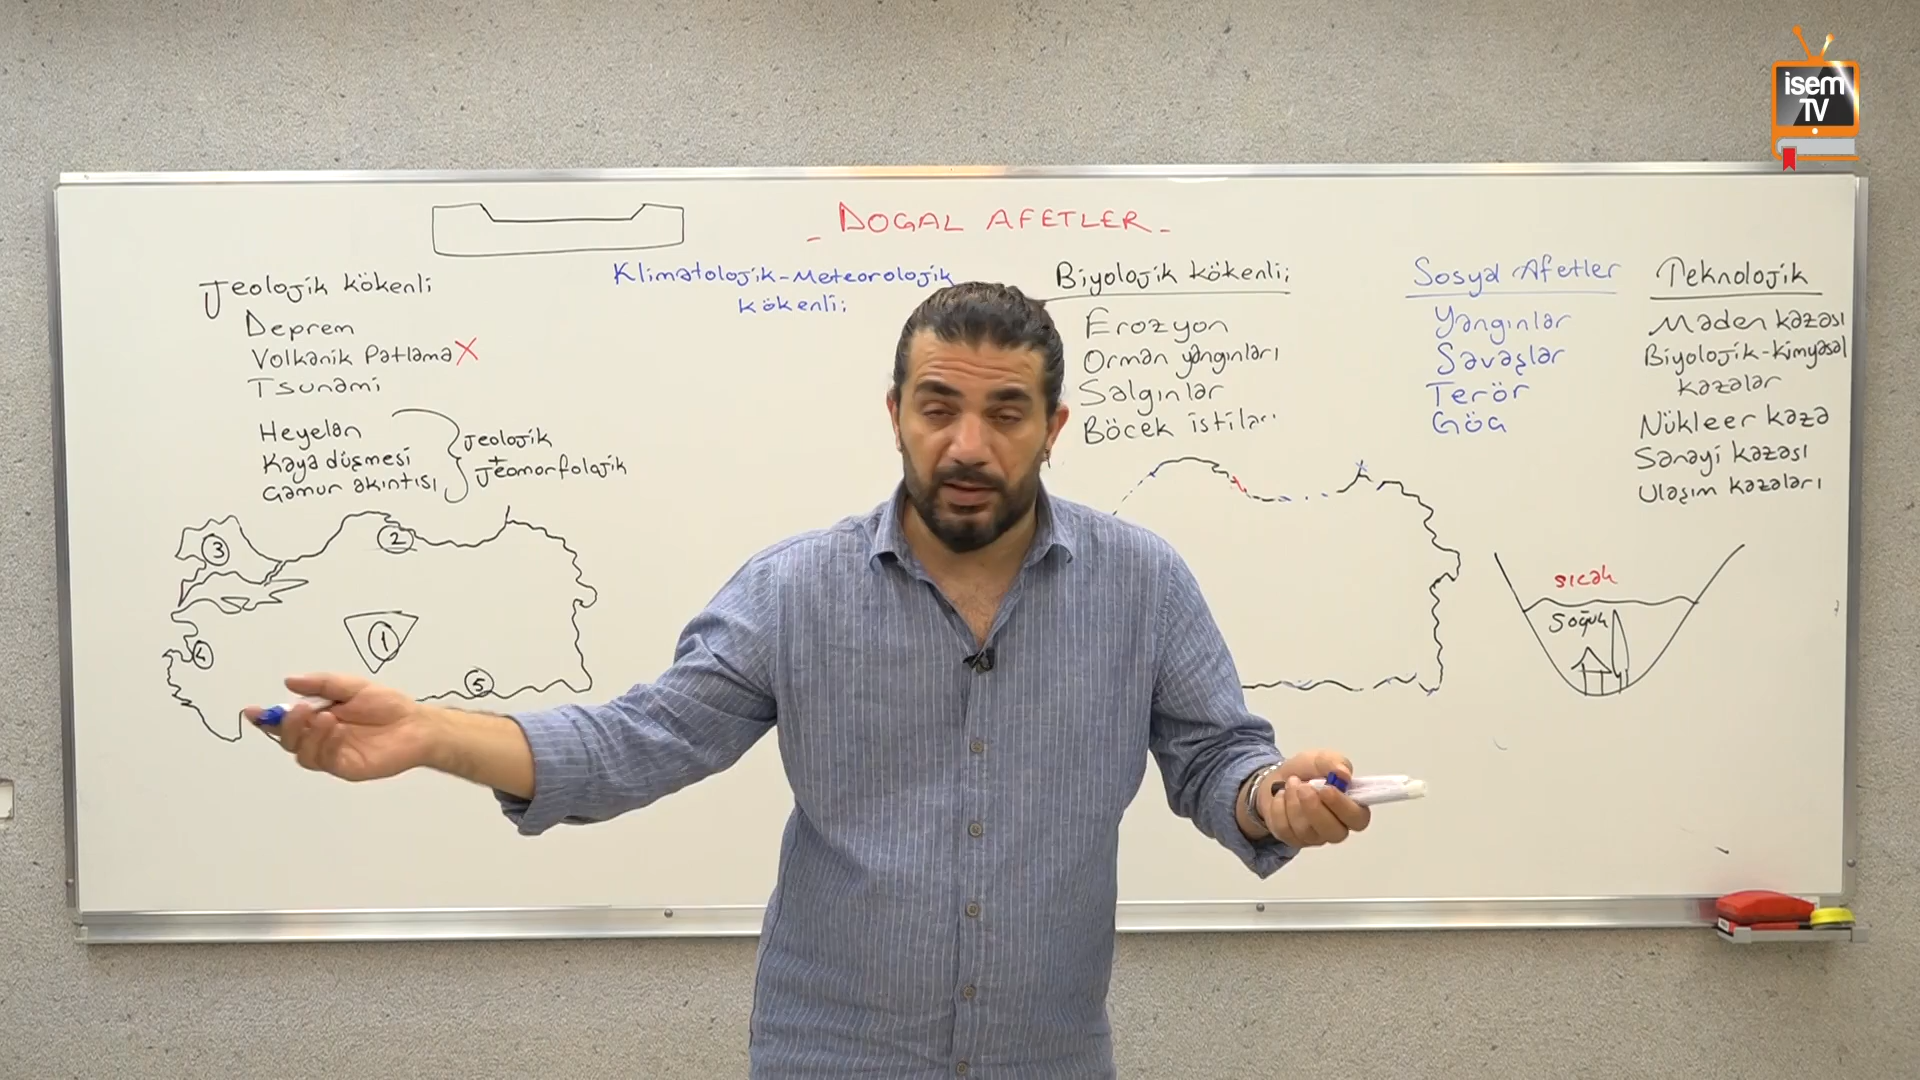 isem
TV
- DOGAL AFETLER -
Jeolojik kökenli
Deprem
Volkanik Patlama X
Tsunami
Heyelan
Kaya düşmesi
Çamur akıntısı
jeolojik
+
Jeomorfolojik
3
2
1
4
5
Klimatolojik-Meteorolojik
kökenli;
Biyolojik kökenli;
Erozyon
Orman yangınları
Salgınlar
Böcek istilası
Sosyal Afetler
Yangınlar
Savaşlar
Terör
Göç
Teknolojik
Maden kazası
Biyolojik-kimyasal
kazalar
Nükleer kaza
Sanayi kazası
Ulaşım kazaları
sıcak
soğuk